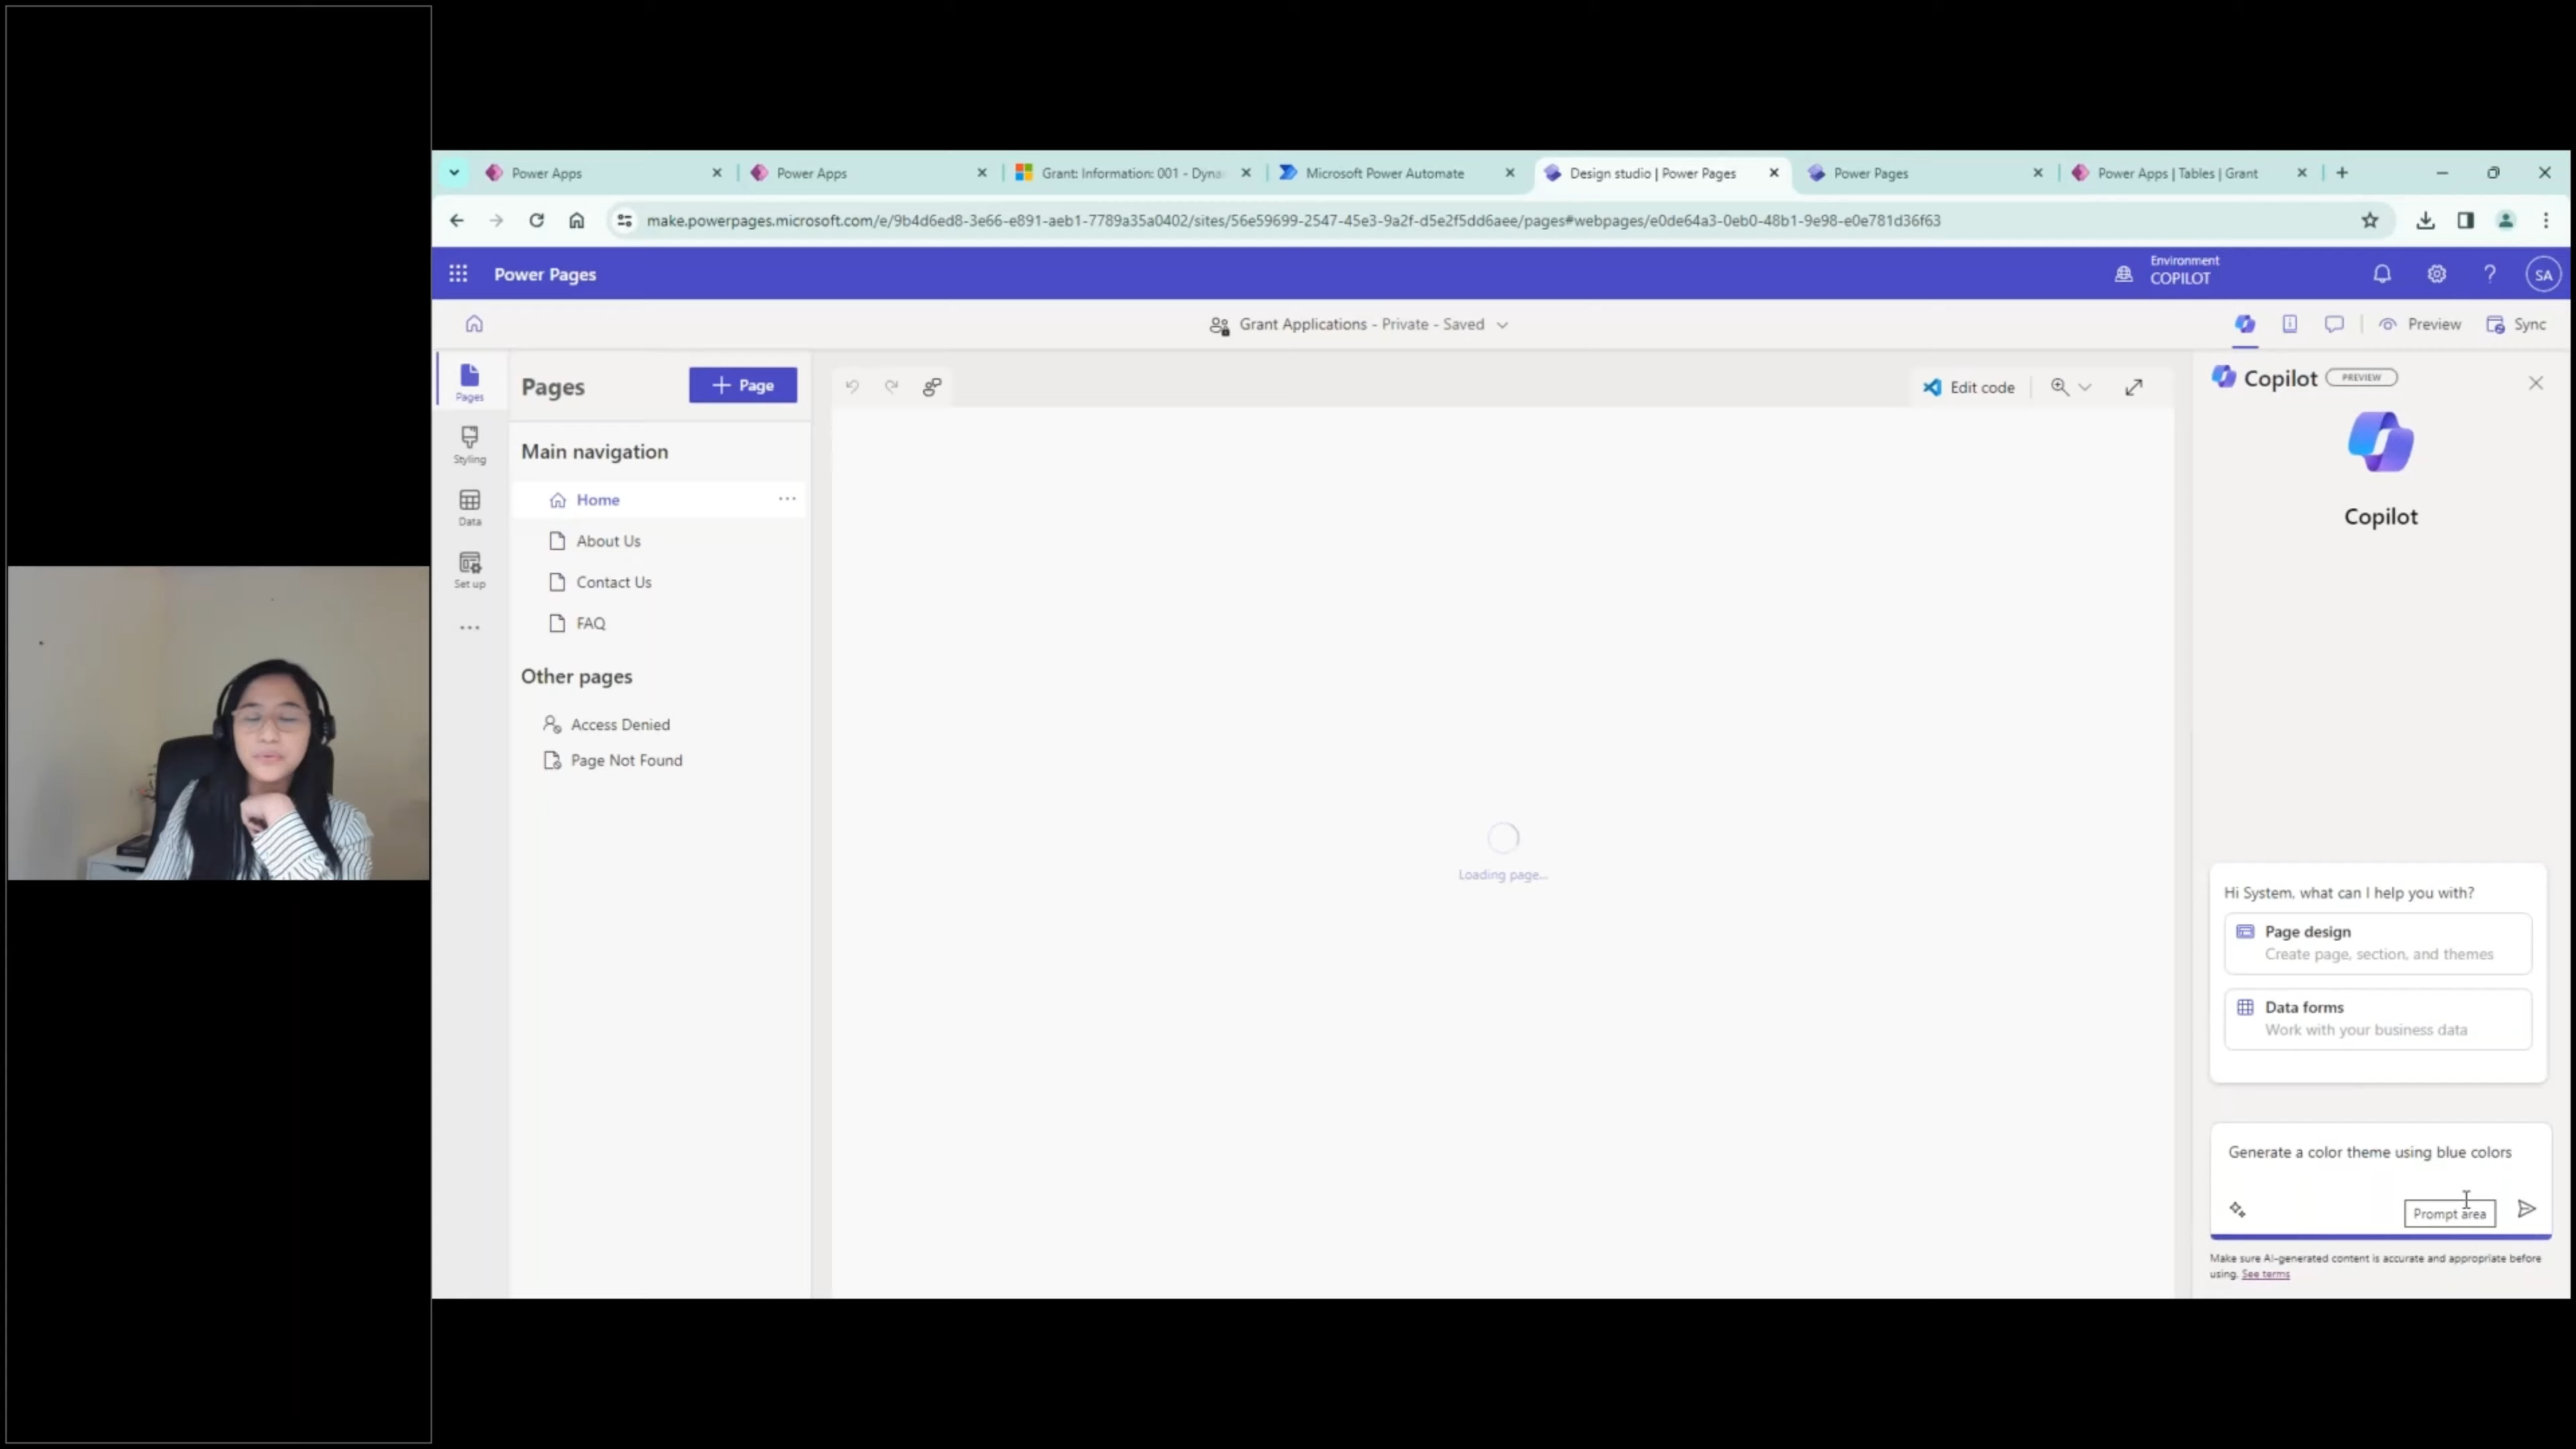 Power Apps
Power Apps
Grant: Information: 001 - Dyna
Microsoft Power Automate
Design studio | Power Pages
Power Pages
Power Apps | Tables | Grant
make.powerpages.microsoft.com/e/9b4d6ed8-3e66-e891-aeb1-7789a35a0402/sites/56e59699-2547-45e3-9a2f-d5e2f5dd6aee/pages#webpages/e0de64a3-0eb0-48b1-9e98-e0e781d36f63
Power Pages
Environment
COPILOT
SA
Grant Applications - Private - Saved
Preview
Sync
Pages
Styling
Data
Set up
Pages
+ Page
Main navigation
Home
About Us
Contact Us
FAQ
Other pages
Access Denied
Page Not Found
Edit code
Loading page...
Copilot PREVIEW
Copilot
Hi System, what can I help you with?
Page design
Create page, section, and themes
Data forms
Work with your business data
Generate a color theme using blue colors
Prompt area
Make sure AI-generated content is accurate and appropriate before
using. See terms